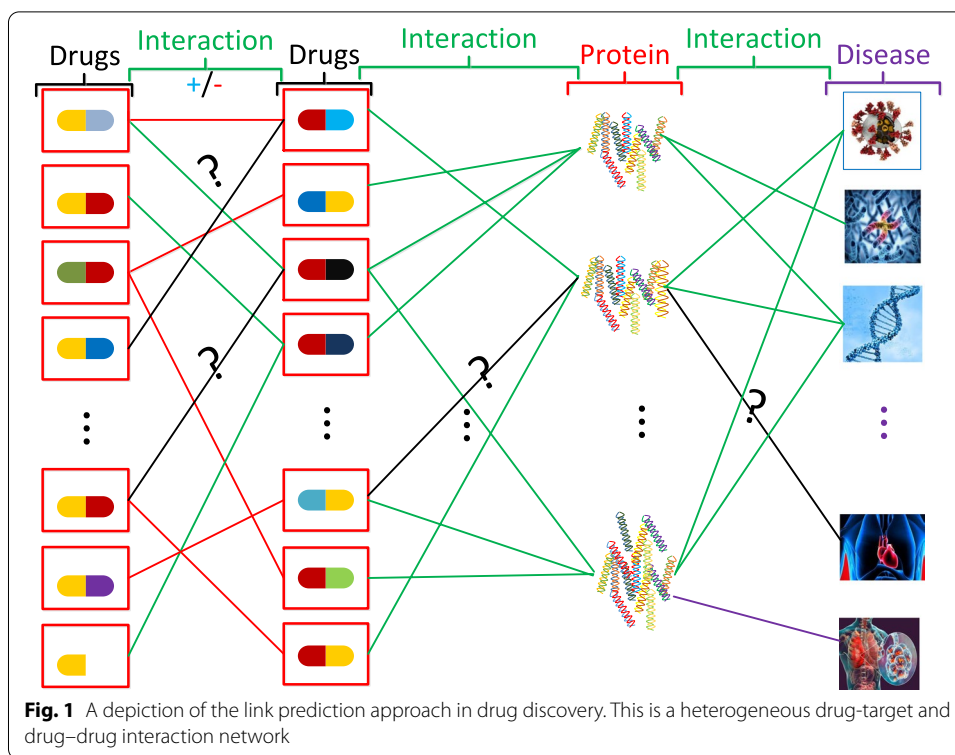 Drugs Interaction Drugs Interaction Protein Interaction Disease
+/-
?
?
?
?
Fig. 1 A depiction of the link prediction approach in drug discovery. This is a heterogeneous drug-target and
drug–drug interaction network